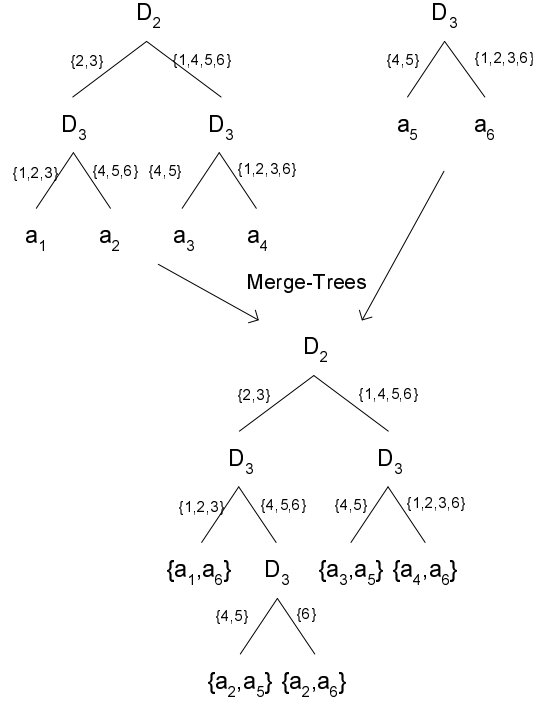 D2 D3
{2,3} {1,4,5,6} {4,5} {1,2,3,6}
D3 D3 a5 a6
{1,2,3} {4,5,6} {4,5} {1,2,3,6}
a1 a2 a3 a4
Merge-Trees
D2
{2,3} {1,4,5,6}
D3 D3
{1,2,3} {4,5,6} {4,5} {1,2,3,6}
{a1,a6} D3 {a3,a5} {a4,a6}
{4,5} {6}
{a2,a5} {a2,a6}